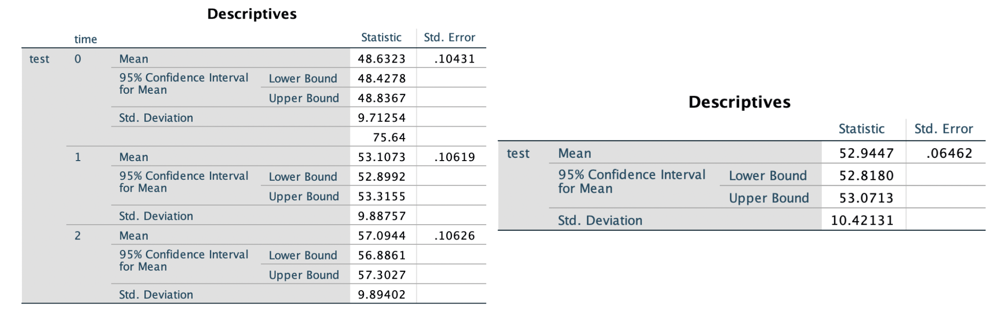 Descriptives
time Statistic Std. Error
test 0 Mean 48.6323 .10431
95% Confidence Interval for Mean Lower Bound 48.4278
Upper Bound 48.8367
Std. Deviation 9.71254
75.64
1 Mean 53.1073 .10619
95% Confidence Interval for Mean Lower Bound 52.8992
Upper Bound 53.3155
Std. Deviation 9.88757
2 Mean 57.0944 .10626
95% Confidence Interval for Mean Lower Bound 56.8861
Upper Bound 57.3027
Std. Deviation 9.89402
Descriptives
Statistic Std. Error
test Mean 52.9447 .06462
95% Confidence Interval for Mean Lower Bound 52.8180
Upper Bound 53.0713
Std. Deviation 10.42131